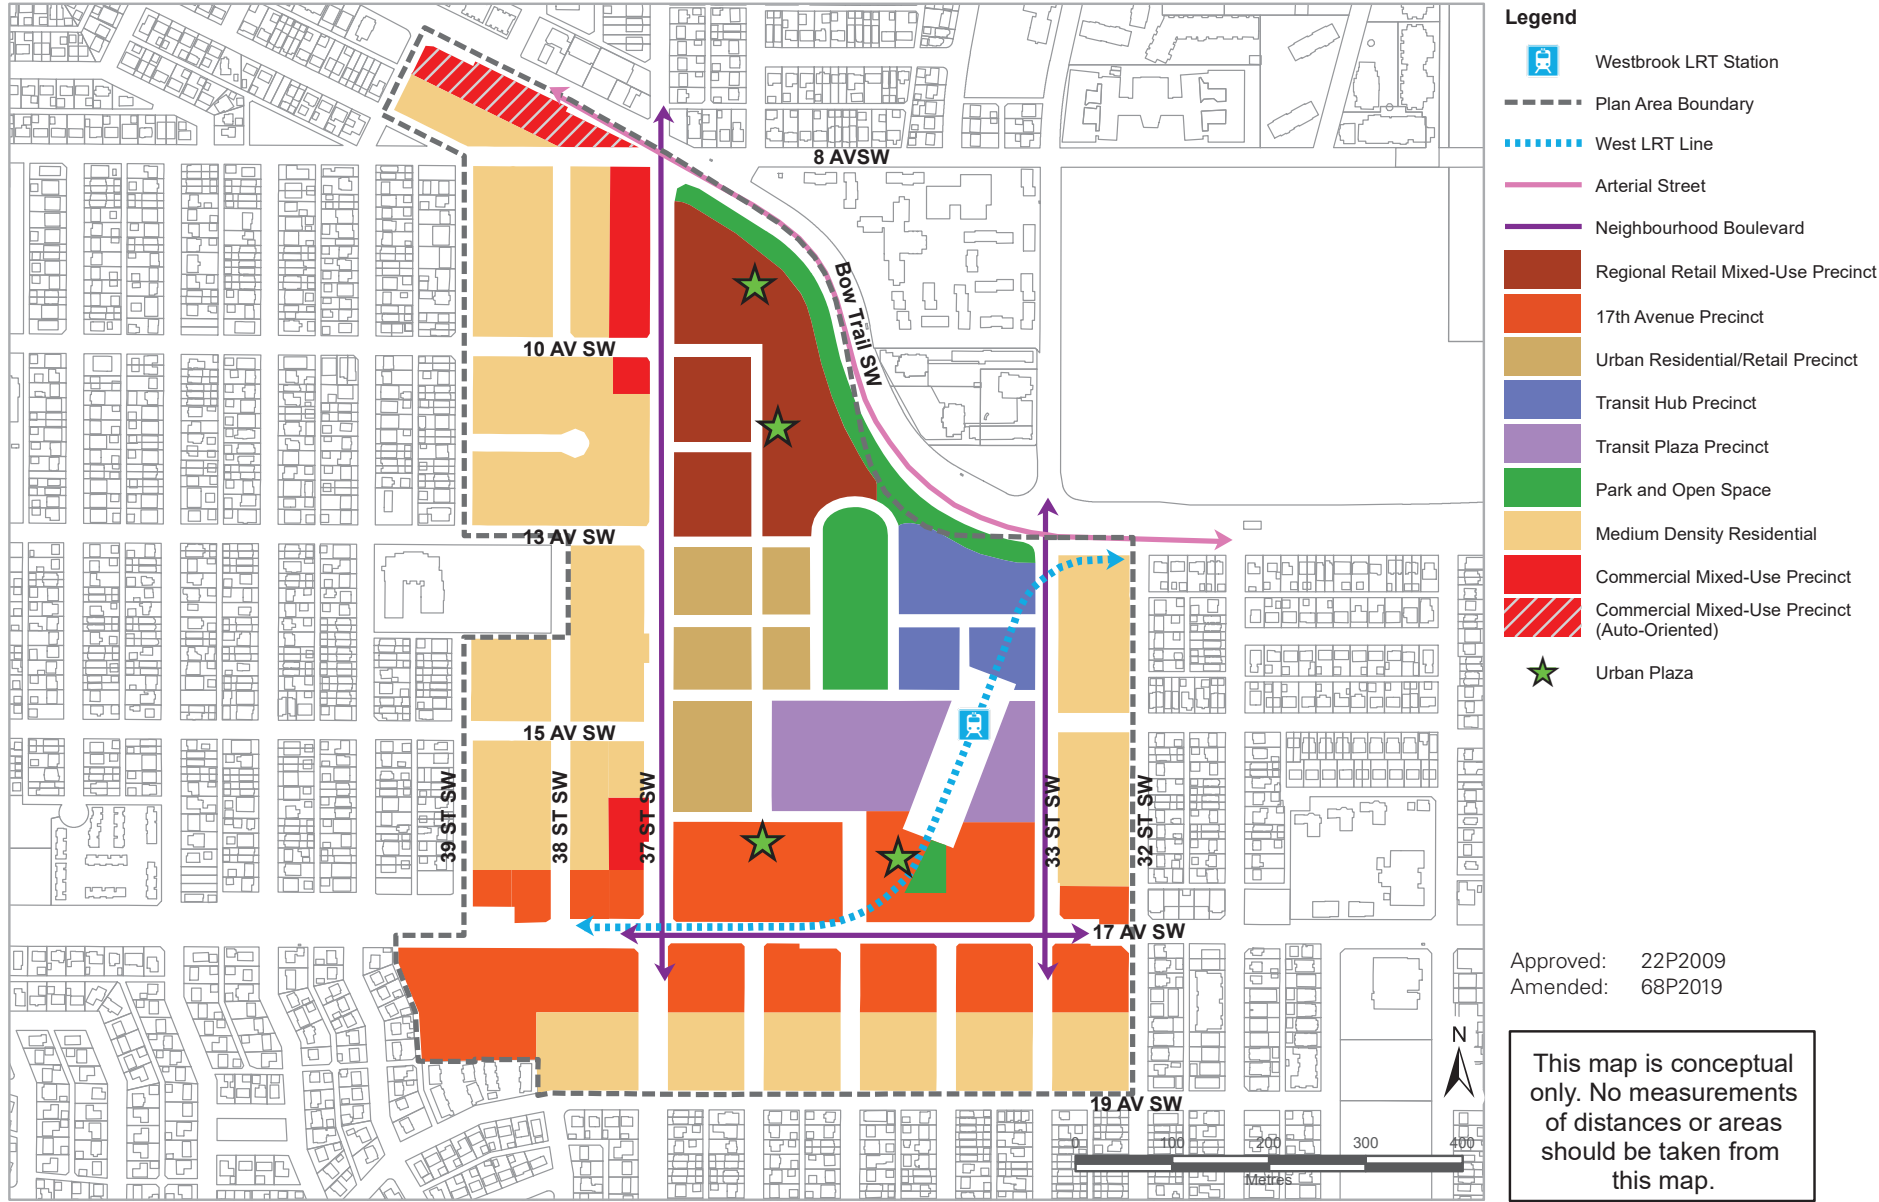 8 AVSW
Bow Trail SW
10 AV SW
13 AV SW
15 AV SW
39 ST SW
38 ST SW
37 ST SW
33 ST SW
32 ST SW
17 AV SW
19 AV SW
0 100 200 300 400
Metres
Legend
Westbrook LRT Station
Plan Area Boundary
West LRT Line
Arterial Street
Neighbourhood Boulevard
Regional Retail Mixed-Use Precinct
17th Avenue Precinct
Urban Residential/Retail Precinct
Transit Hub Precinct
Transit Plaza Precinct
Park and Open Space
Medium Density Residential
Commercial Mixed-Use Precinct
Commercial Mixed-Use Precinct
(Auto-Oriented)
Urban Plaza
Approved: 22P2009
Amended: 68P2019
N
This map is conceptual
only. No measurements
of distances or areas
should be taken from
this map.